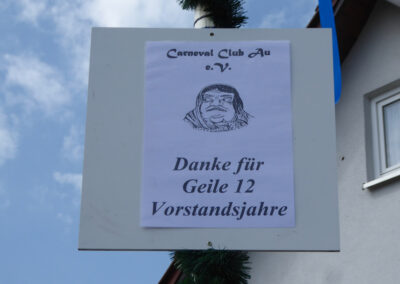 Carneval Club Au
e.V.
Danke für
Geile 12
Vorstandsjahre